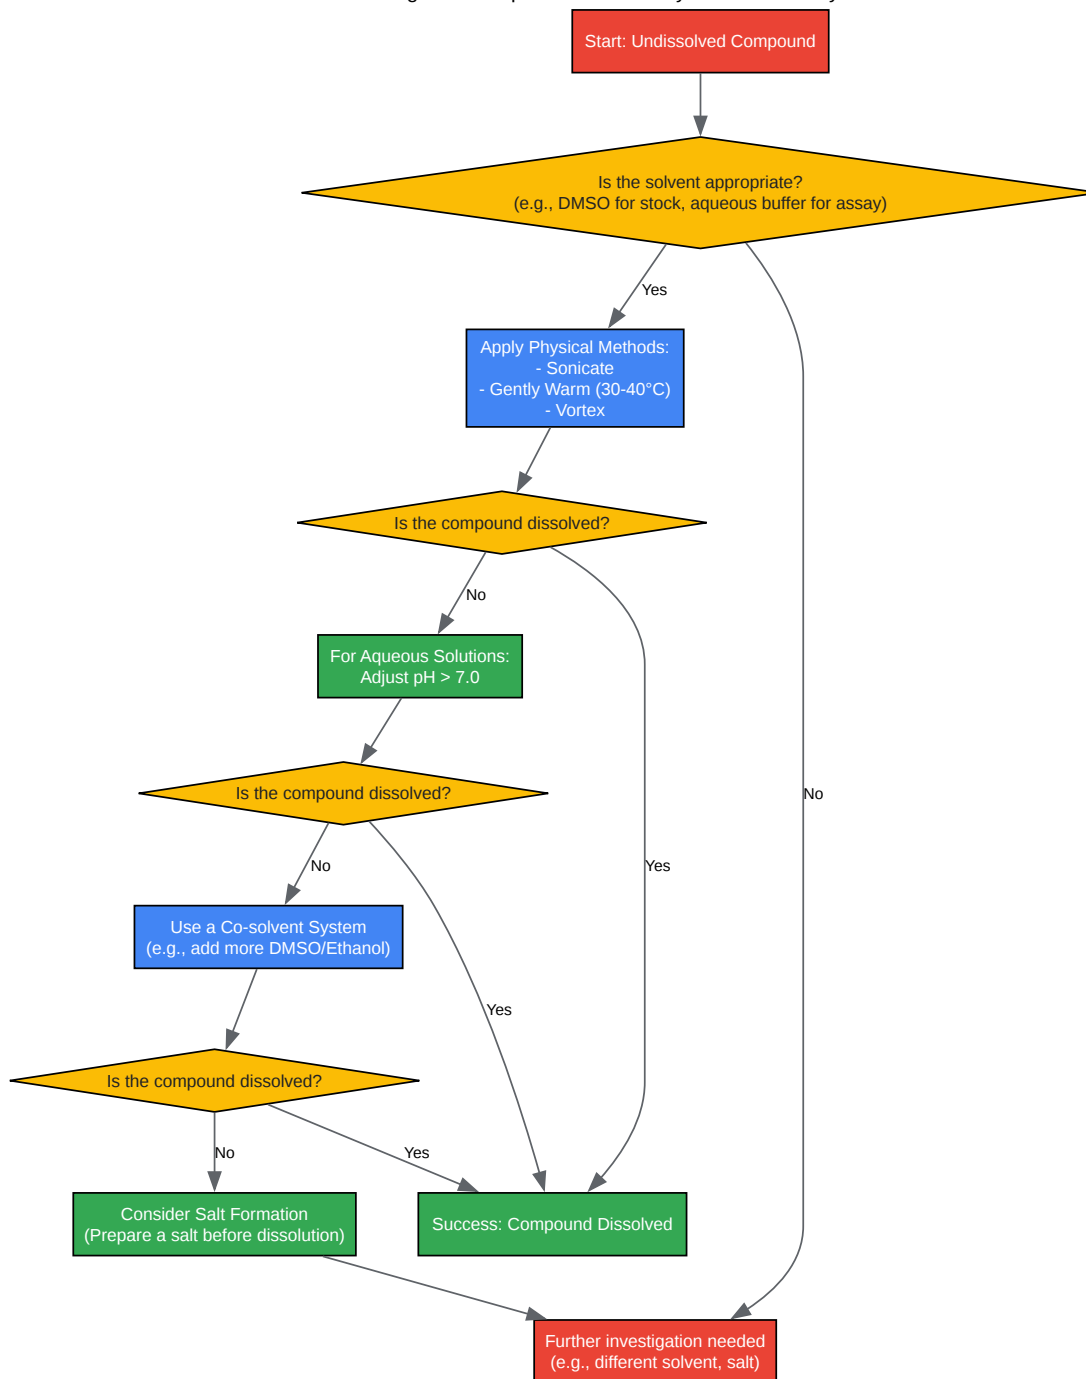 Start: Undissolved Compound
Is the solvent appropriate?
(e.g., DMSO for stock, aqueous buffer for assay)
Yes
Apply Physical Methods:
- Sonicate
- Gently Warm (30-40°C)
- Vortex
Is the compound dissolved?
No
For Aqueous Solutions:
Adjust pH > 7.0
Is the compound dissolved?
No
No
Yes
Use a Co-solvent System
(e.g., add more DMSO/Ethanol)
Yes
Is the compound dissolved?
No
Yes
Consider Salt Formation
(Prepare a salt before dissolution)
Success: Compound Dissolved
Further investigation needed
(e.g., different solvent, salt)